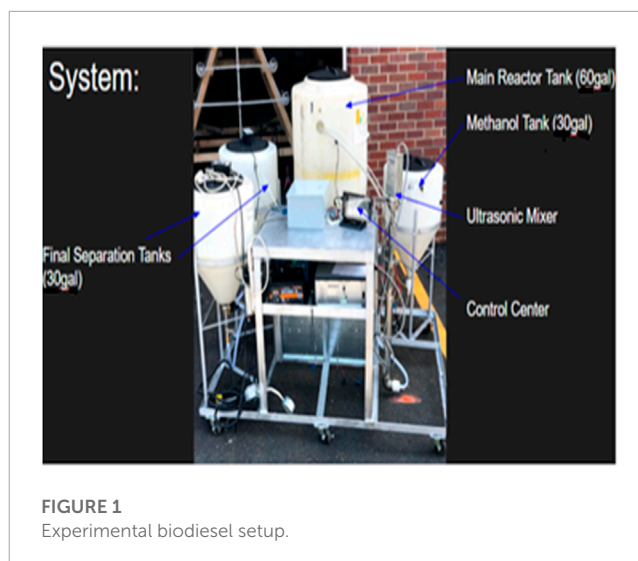 System:
Main Reactor Tank (60gal)
Methanol Tank (30gal)
Ultrasonic Mixer
Final Separation Tanks
(30gal)
Control Center
FIGURE 1
Experimental biodiesel setup.